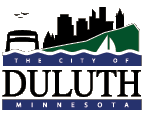 THE CITY OF
DULUTH
MINNESOTA